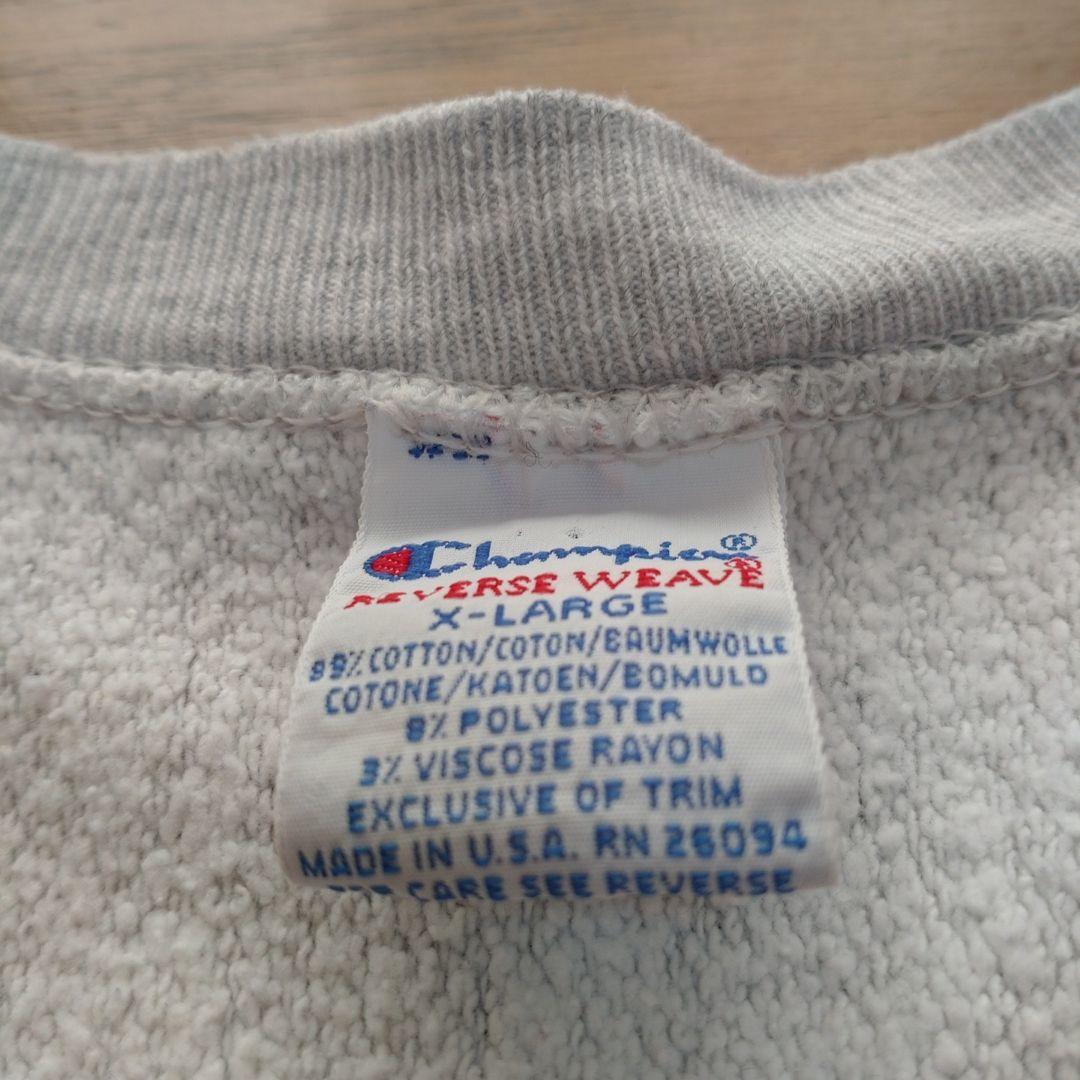 Champion®
REVERSE WEAVE®
X-LARGE
89% COTTON/COTON/BAUMWOLLE
COTONE/KATOEN/BOMULD
8% POLYESTER
3% VISCOSE RAYON
EXCLUSIVE OF TRIM
MADE IN U.S.A. RN 26094
CARE SEE REVERSE